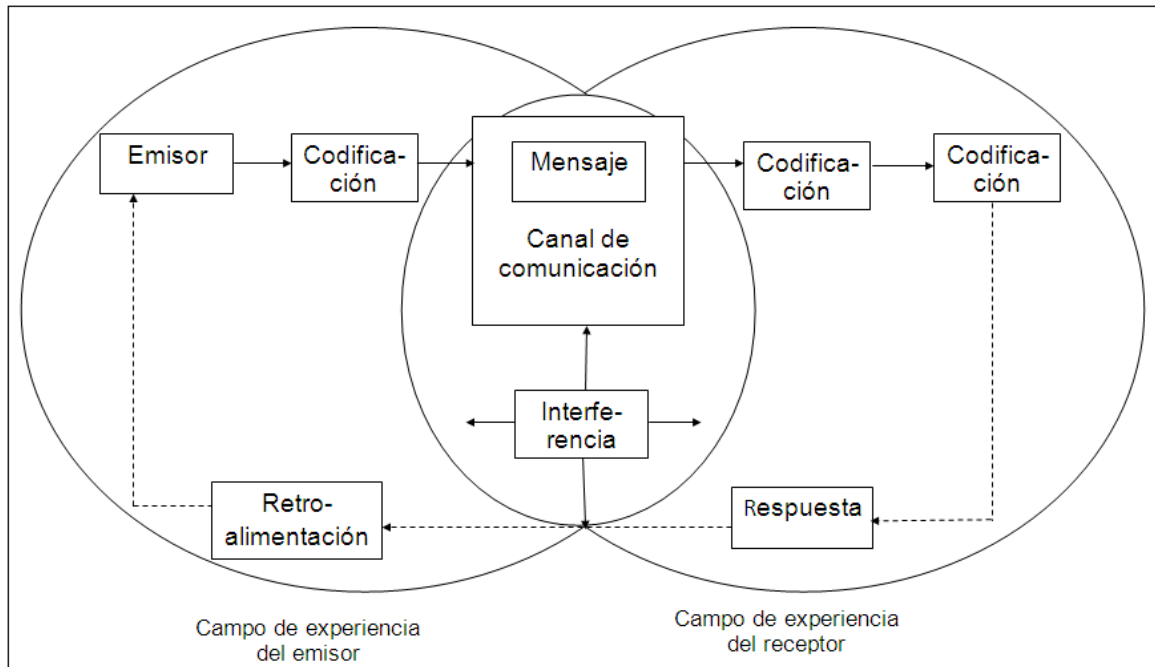 Emisor
Codifica-
ción
Mensaje
Canal de
comunicación
Codifica-
ción
Codifica-
ción
Interfe-
rencia
Retro-
alimentación
Respuesta
Campo de experiencia
del emisor
Campo de experiencia
del receptor